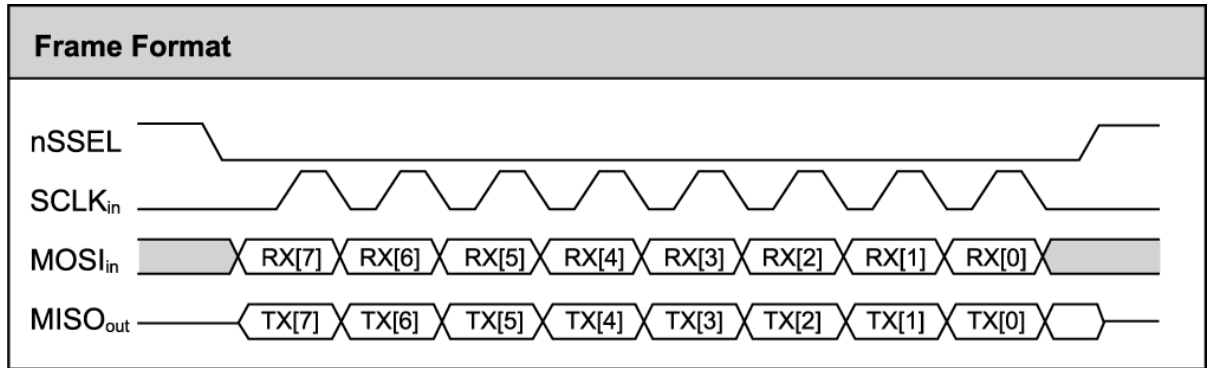 Frame Format
nSSEL
SCLKin
MOSIin RX[7] RX[6] RX[5] RX[4] RX[3] RX[2] RX[1] RX[0]
MISOout TX[7] TX[6] TX[5] TX[4] TX[3] TX[2] TX[1] TX[0]